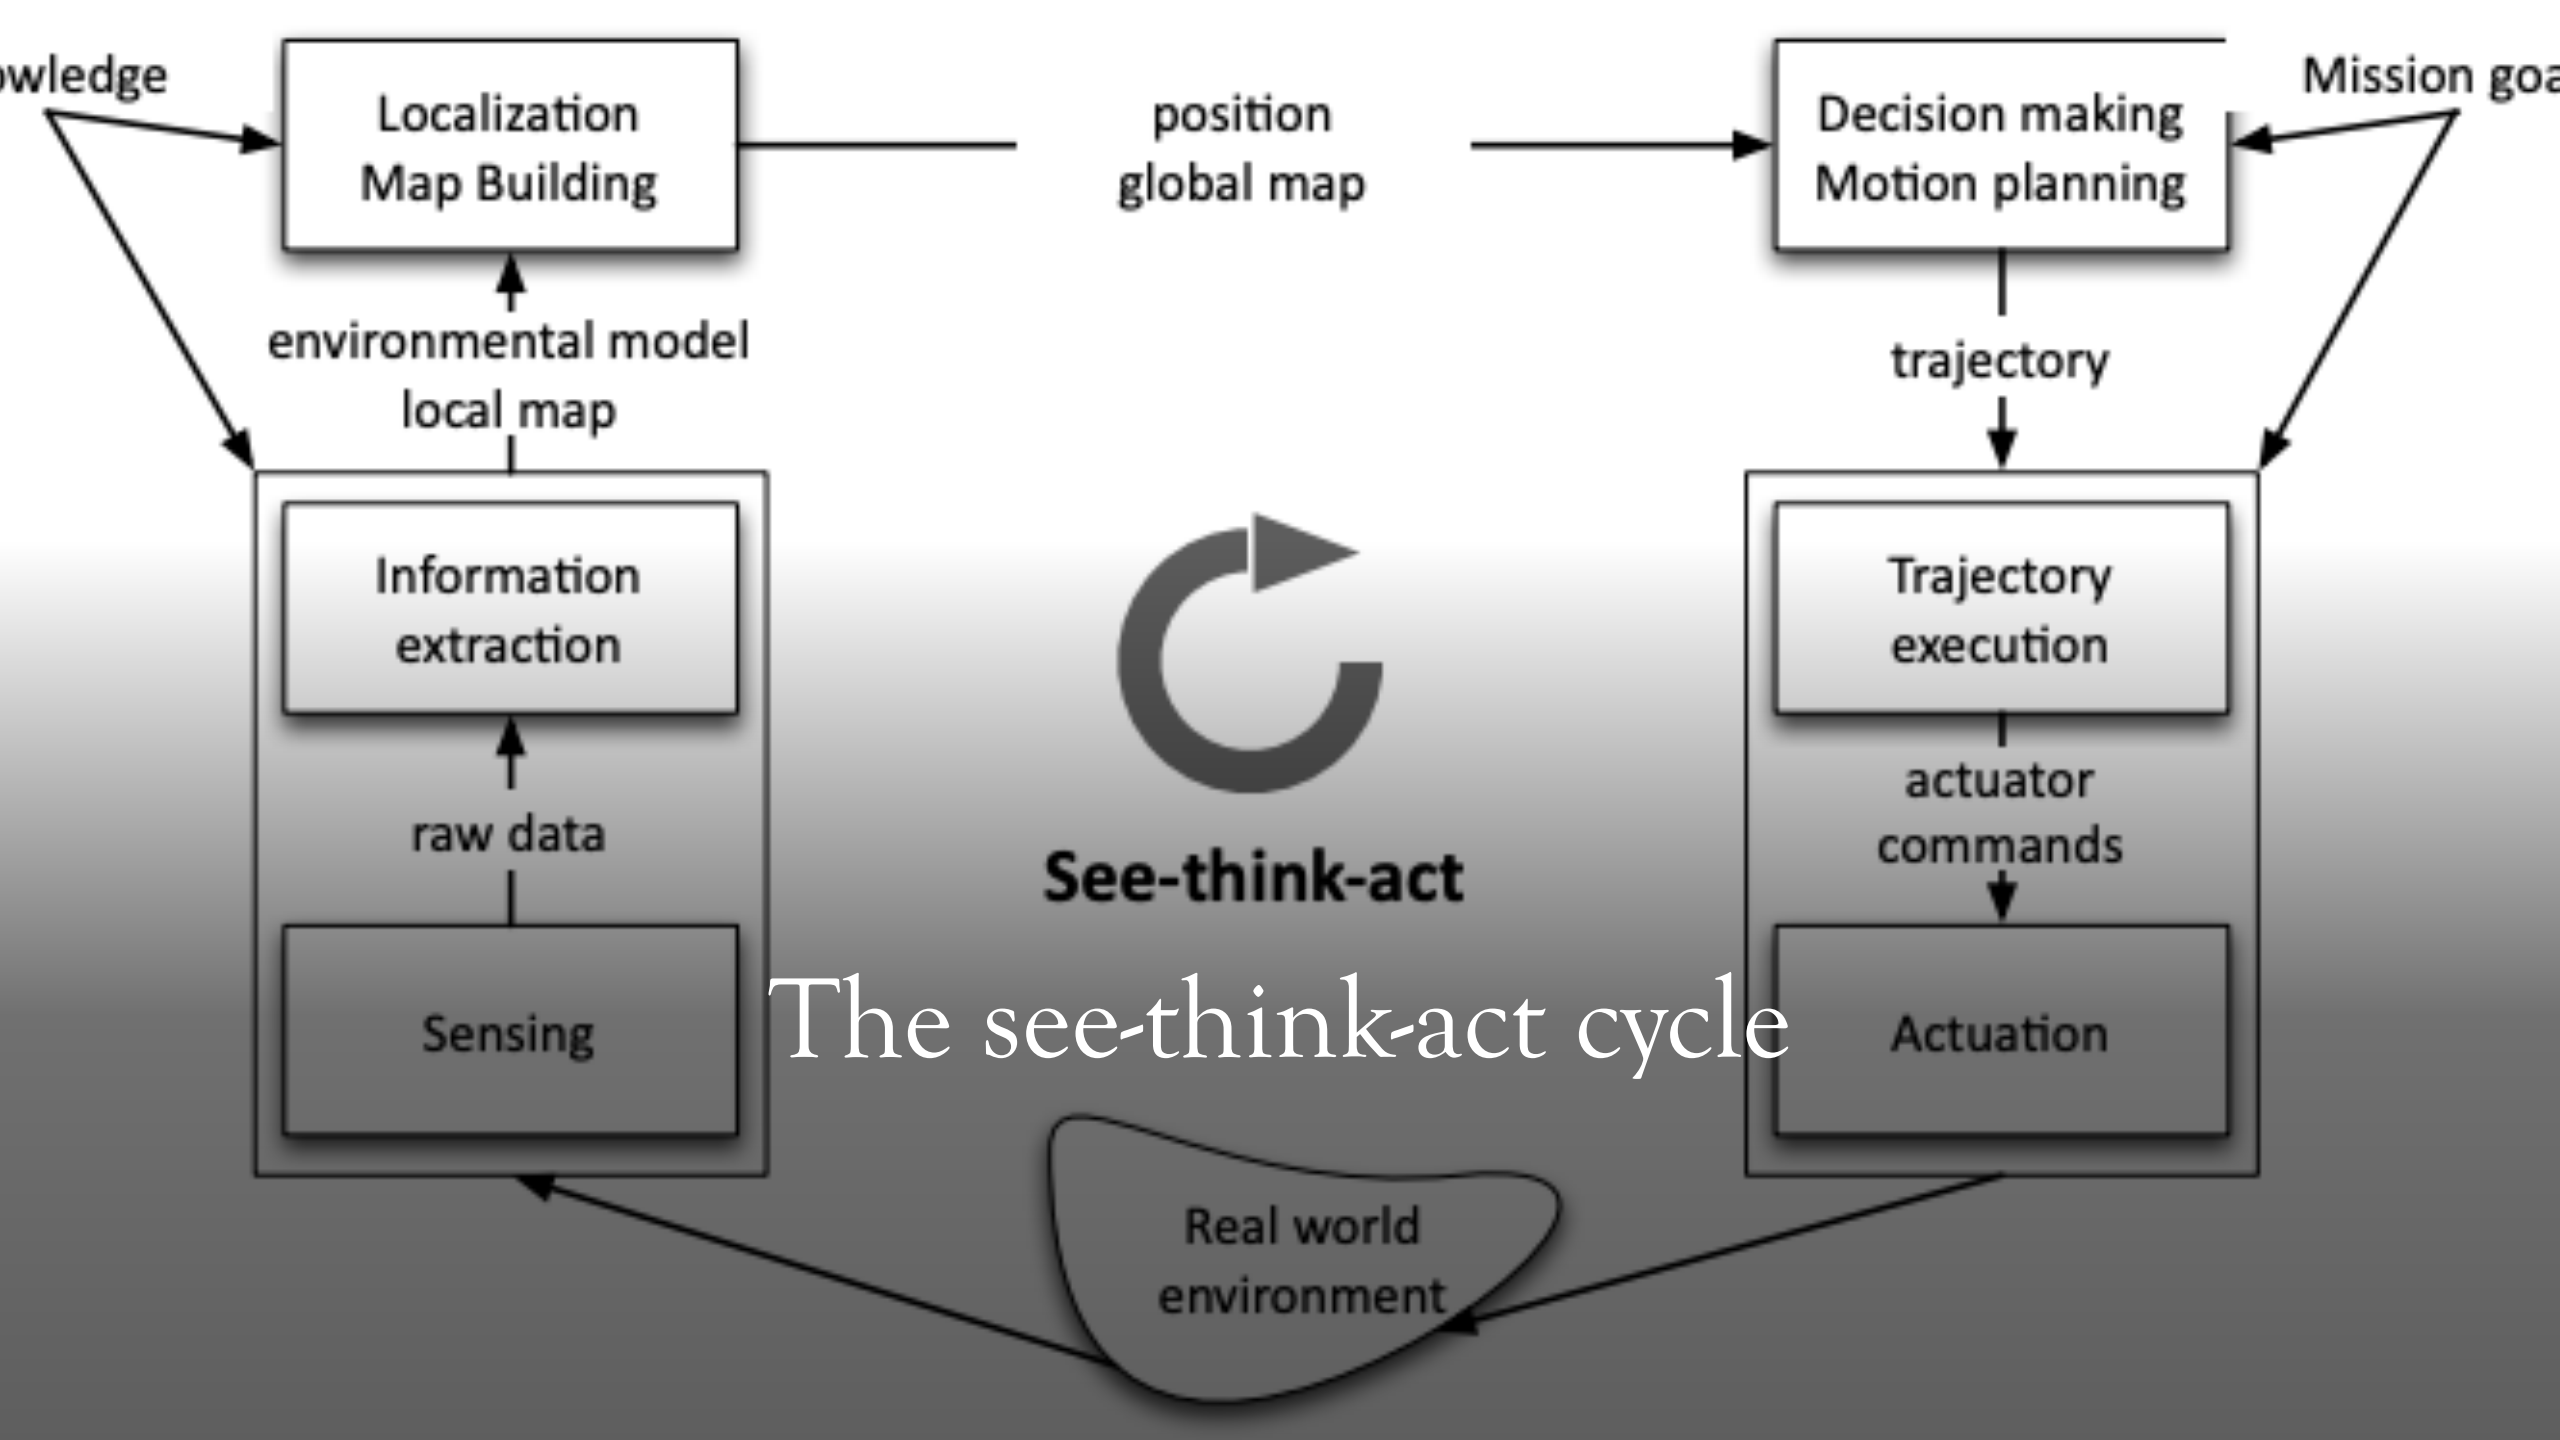 owledge
Localization
Map Building
position
global map
Decision making
Motion planning
Mission goa
environmental model
local map
trajectory
Information
extraction
Trajectory
execution
raw data
actuator
commands
See-think-act
Sensing
The see-think-act cycle
Actuation
Real world
environment